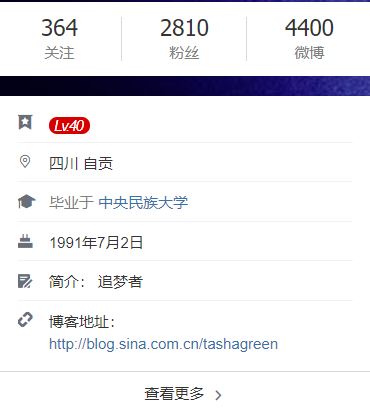 364 2810 4400
关注 粉丝 微博
Lv.40
四川 自贡
毕业于 中央民族大学
1991年7月2日
简介： 追梦者
博客地址：
http://blog.sina.com.cn/tashagreen
查看更多 >